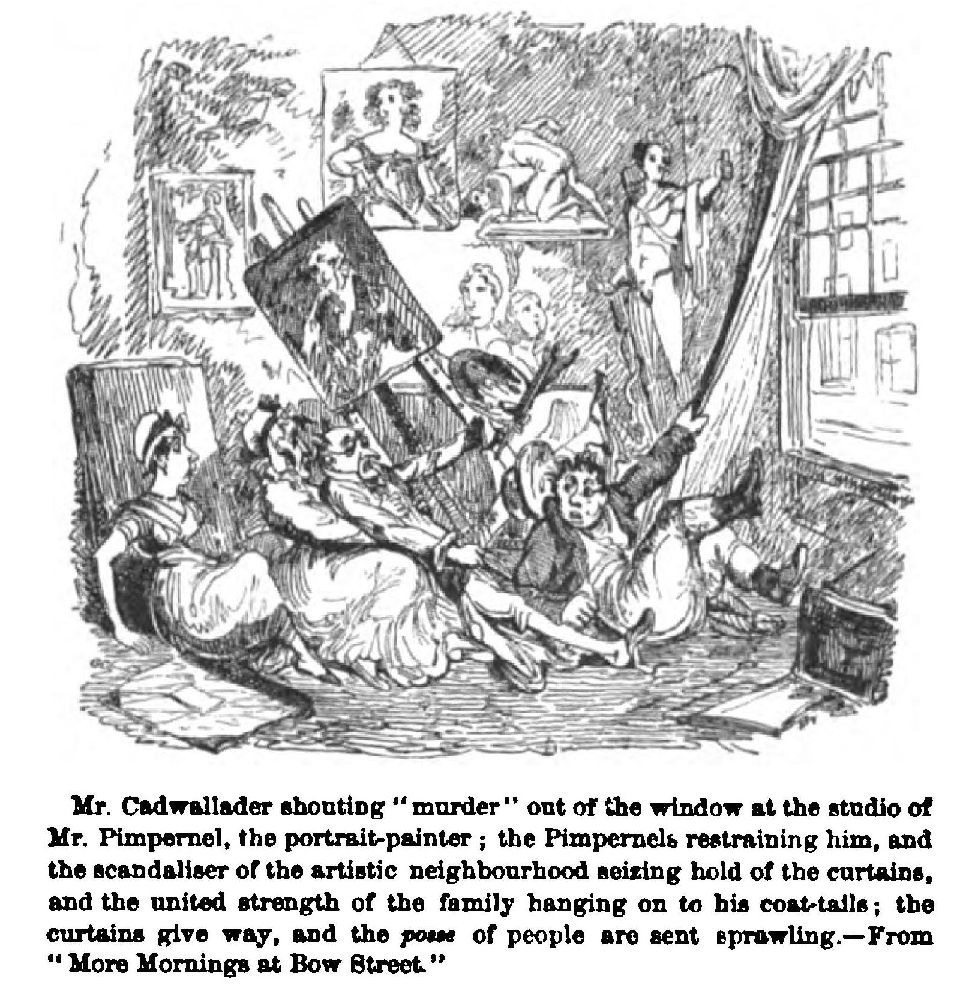 Mr. Cadwallader shouting "murder" out of the window at the studio of
Mr. Pimpernel, the portrait-painter; the Pimpernels restraining him, and
the scandaliser of the artistic neighbourhood seizing hold of the curtains,
and the united strength of the family hanging on to his coat-tails; the
curtains give way, and the posse of people are sent sprawling.—From
"More Mornings at Bow Street."